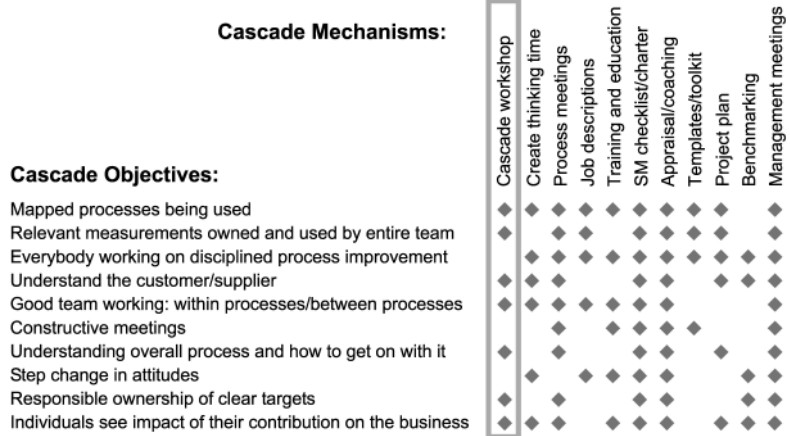 Cascade Mechanisms:
Cascade workshop
Create thinking time
Process meetings
Job descriptions
Training and education
SM checklist/charter
Appraisal/coaching
Templates/toolkit
Project plan
Benchmarking
Management meetings
Cascade Objectives:
Mapped processes being used
Relevant measurements owned and used by entire team
Everybody working on disciplined process improvement
Understand the customer/supplier
Good team working: within processes/between processes
Constructive meetings
Understanding overall process and how to get on with it
Step change in attitudes
Responsible ownership of clear targets
Individuals see impact of their contribution on the business